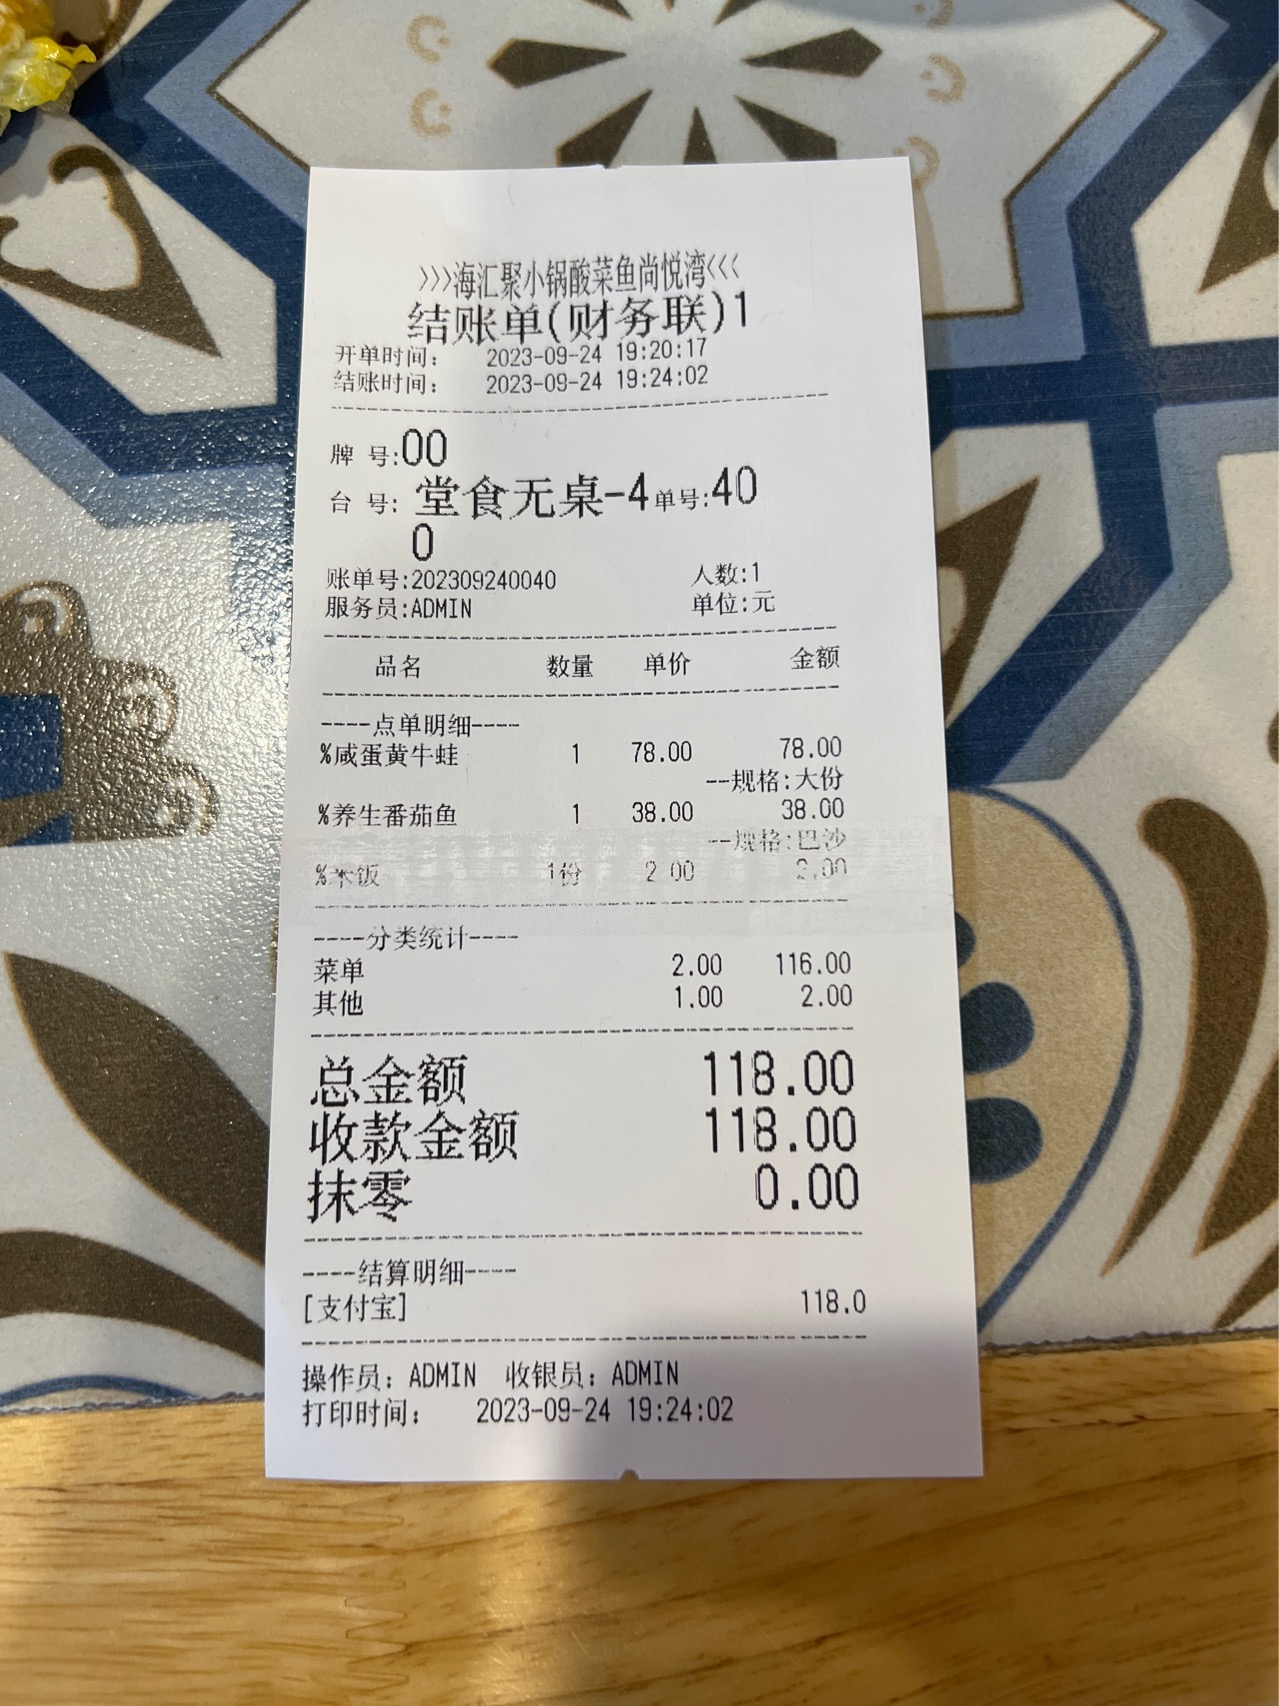 >>>海汇聚小锅酸菜鱼尚悦湾<<<
结账单(财务联)1
开单时间: 2023-09-24 19:20:17
结账时间: 2023-09-24 19:24:02
牌 号:00
台 号: 堂食无桌-4 单号:40
0
账单号:202309240040 人数:1
服务员:ADMIN 单位:元
品名 数量 单价 金额
----点单明细----
%咸蛋黄牛蛙 1 78.00 78.00
--规格:大份
%养生番茄鱼 1 38.00 38.00
--规格:巴沙
%米饭 1份 2.00 2.00
----分类统计----
菜单 2.00 116.00
其他 1.00 2.00
总金额 118.00
收款金额 118.00
抹零 0.00
----结算明细----
[支付宝] 118.0
操作员: ADMIN 收银员: ADMIN
打印时间: 2023-09-24 19:24:02